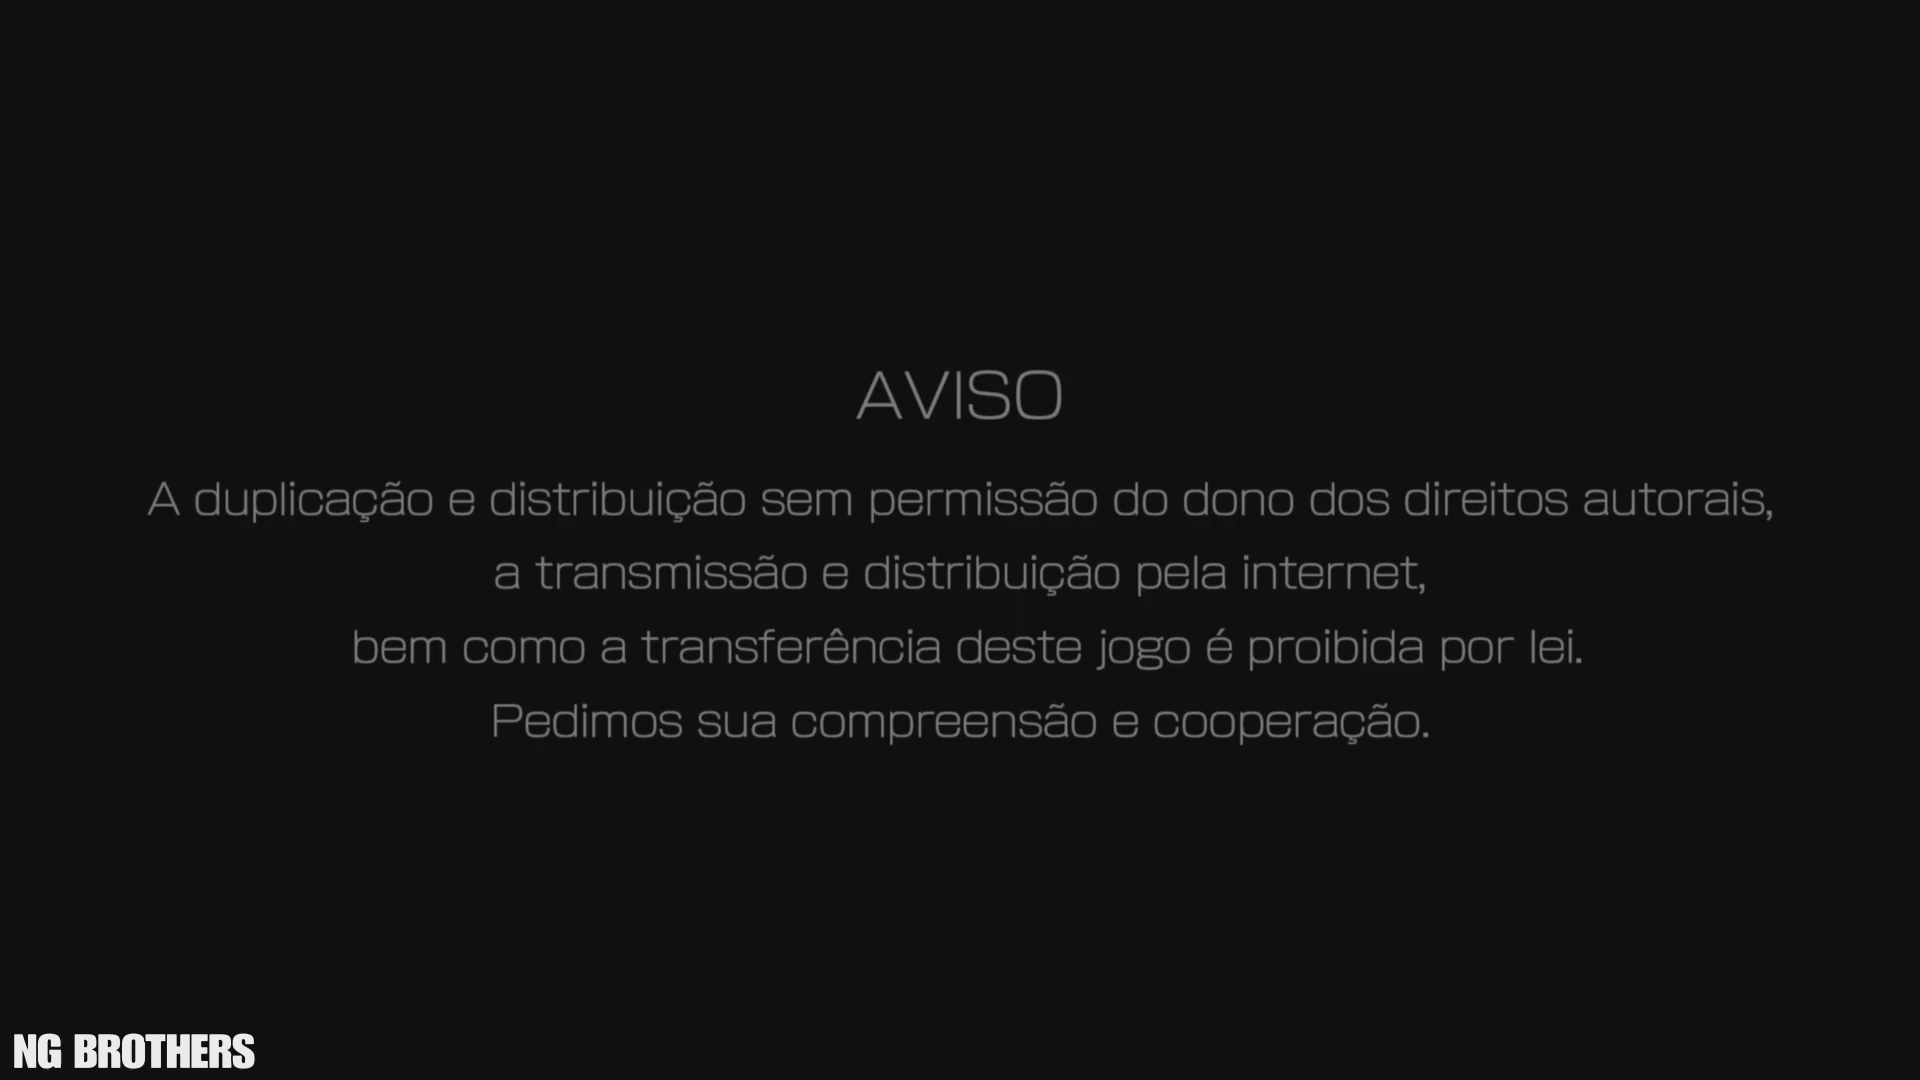 AVISO
A duplicação e distribuição sem permissão do dono dos direitos autorais,
a transmissão e distribuição pela internet,
bem como a transferência deste jogo é proibida por lei.
Pedimos sua compreensão e cooperação.
NG BROTHERS